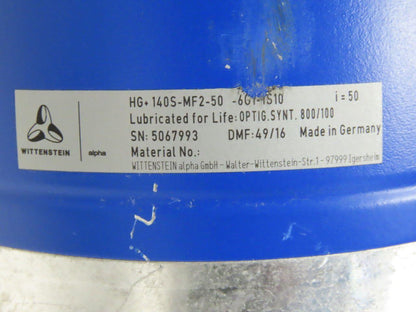 HG+ 140S-MF2-50 -6G1-1S10 i=50
Lubricated for Life: OPTIG.SYNT. 800/100
SN: 5067993 DMF: 49/16 Made in Germany
Material No.:
WITTENSTEIN alpha GmbH - Walter-Wittenstein-Str.1 - 97999 Igersheim
WITTENSTEIN alpha